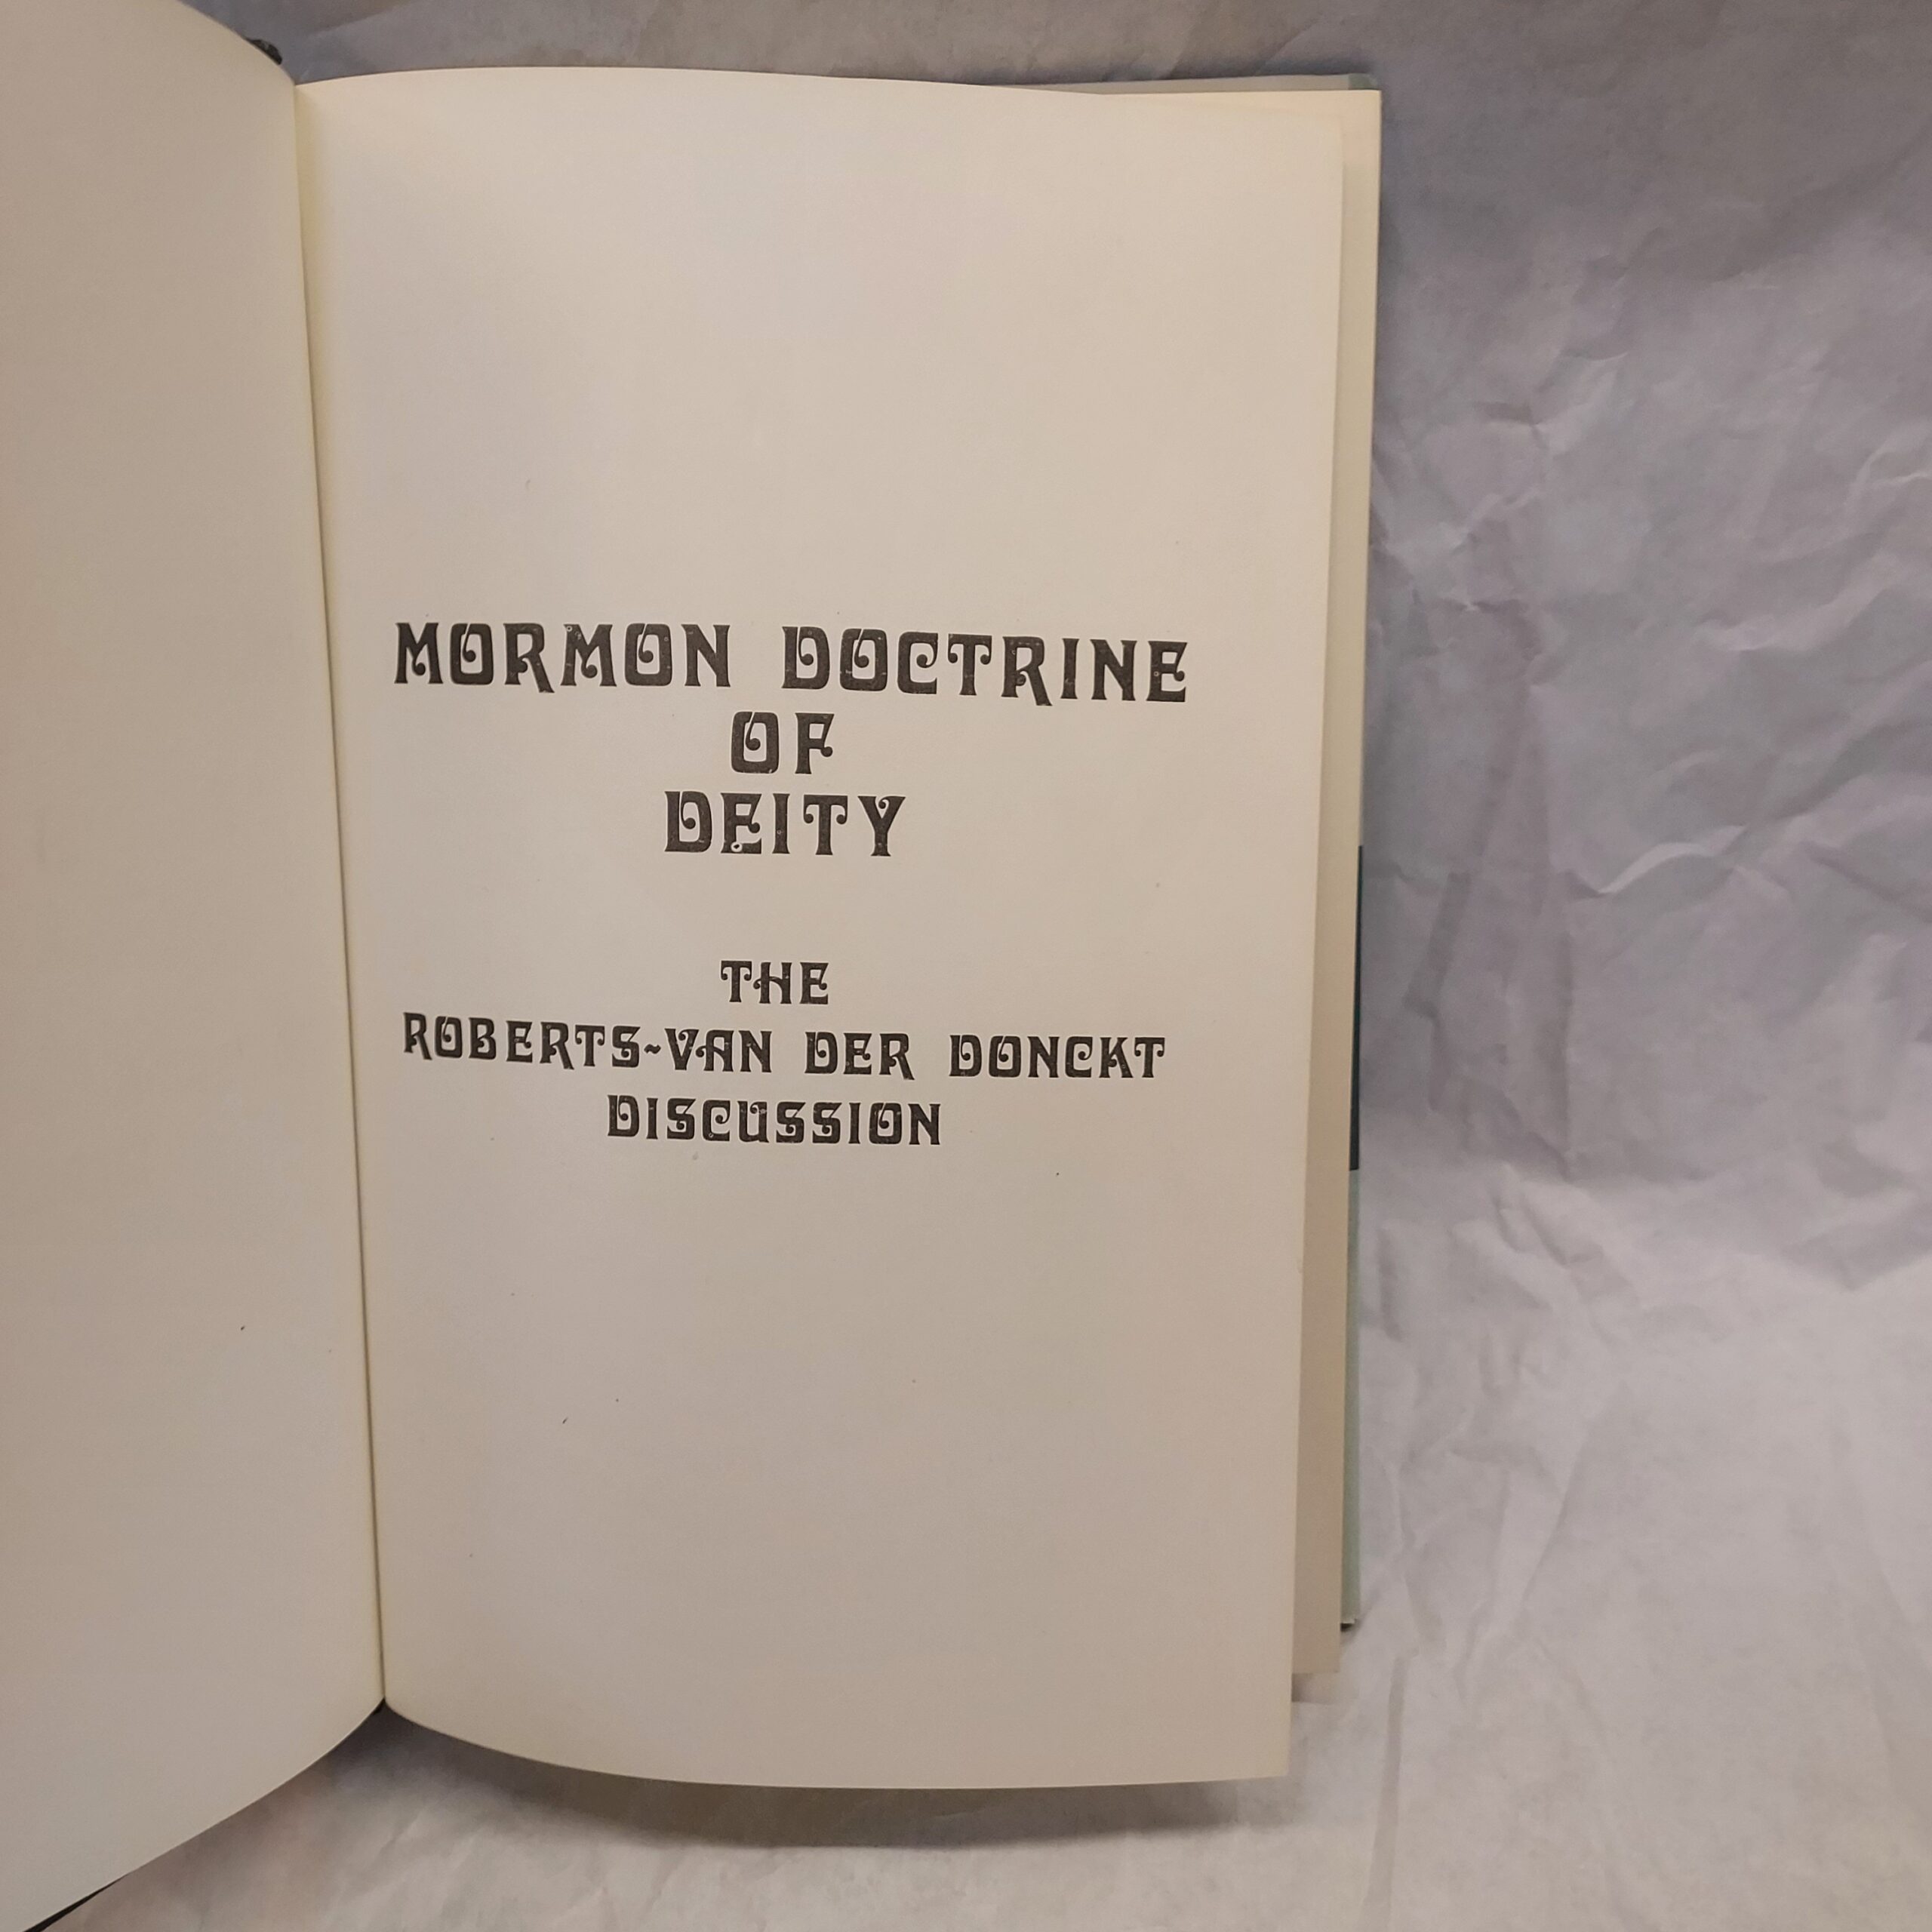 MORMON DOCTRINE
OF
DEITY
THE
ROBERTS-VAN DER DONCKT
DISCUSSION